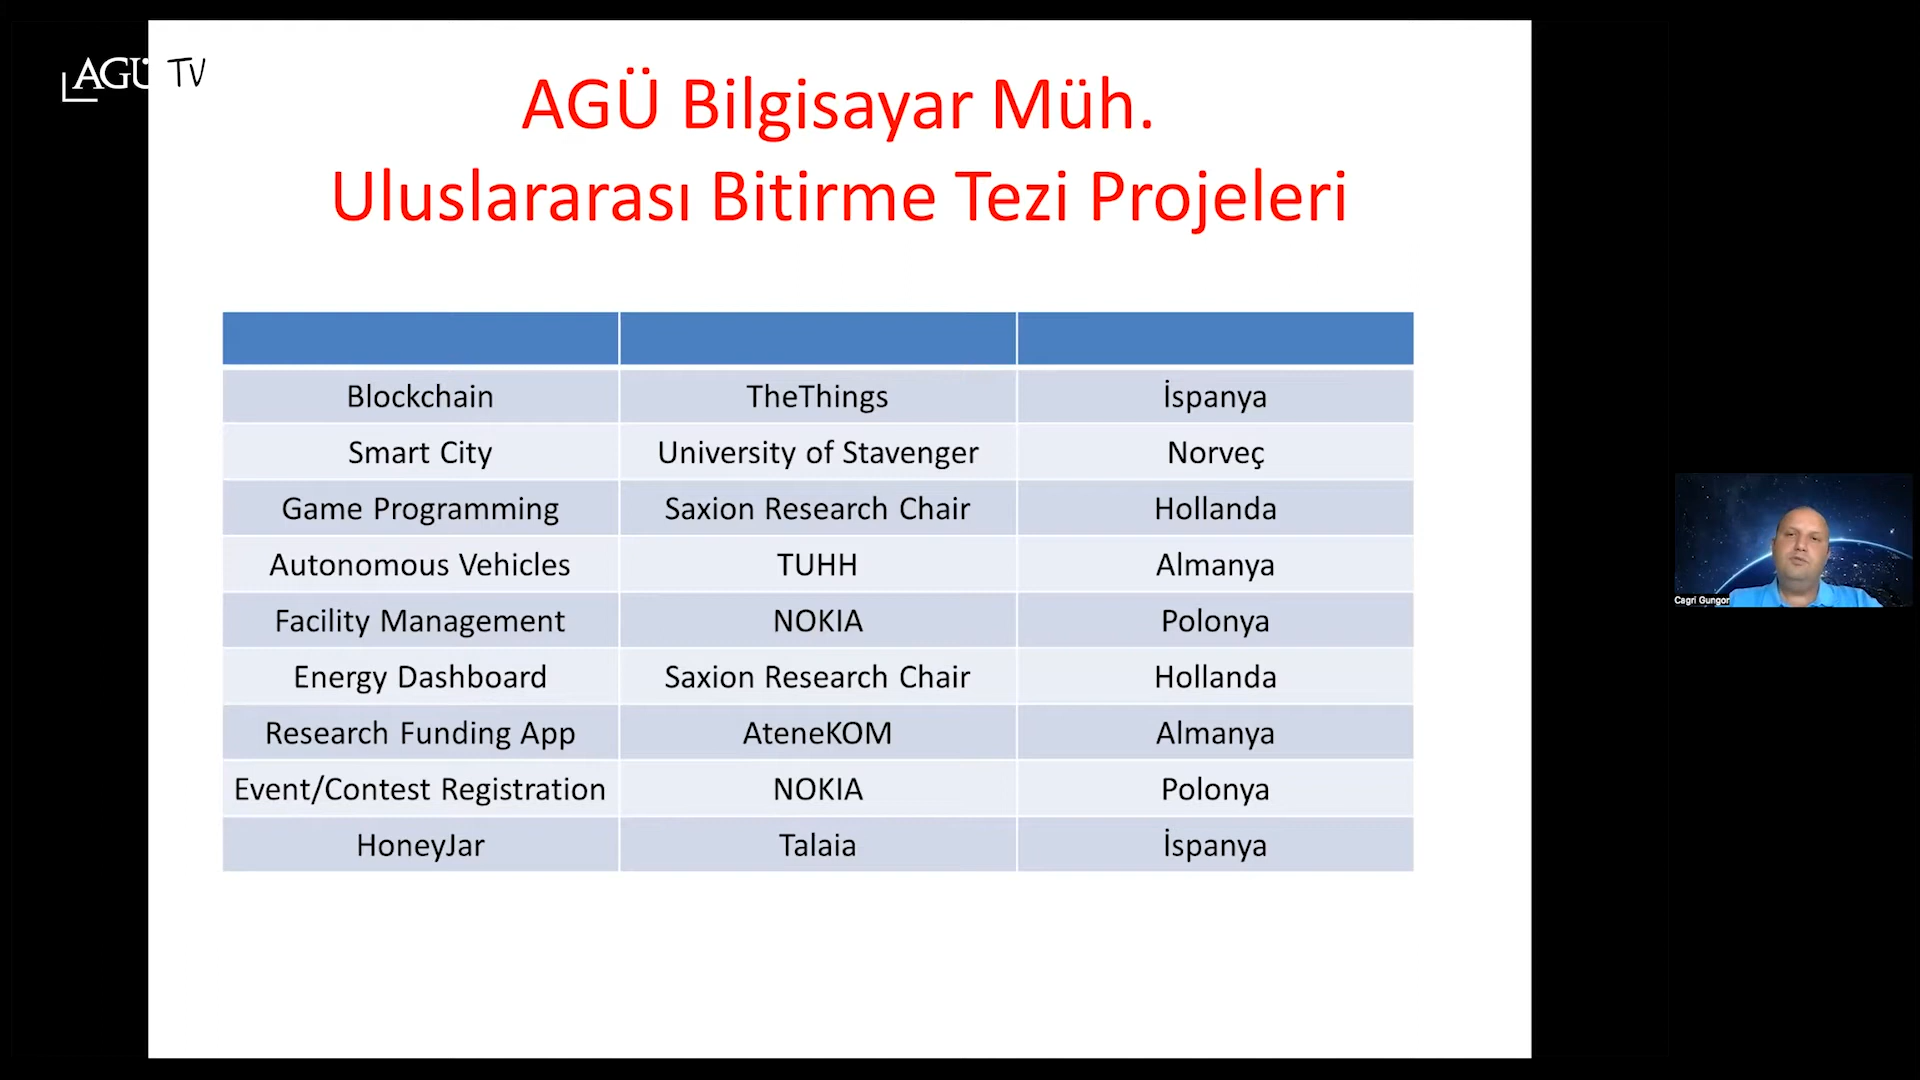 AGÜ TV
AGÜ Bilgisayar Müh.
Uluslararası Bitirme Tezi Projeleri
Blockchain TheThings İspanya
Smart City University of Stavenger Norveç
Game Programming Saxion Research Chair Hollanda
Autonomous Vehicles TUHH Almanya
Facility Management NOKIA Polonya
Energy Dashboard Saxion Research Chair Hollanda
Research Funding App AteneKOM Almanya
Event/Contest Registration NOKIA Polonya
HoneyJar Talaia İspanya
Cagri Gungor